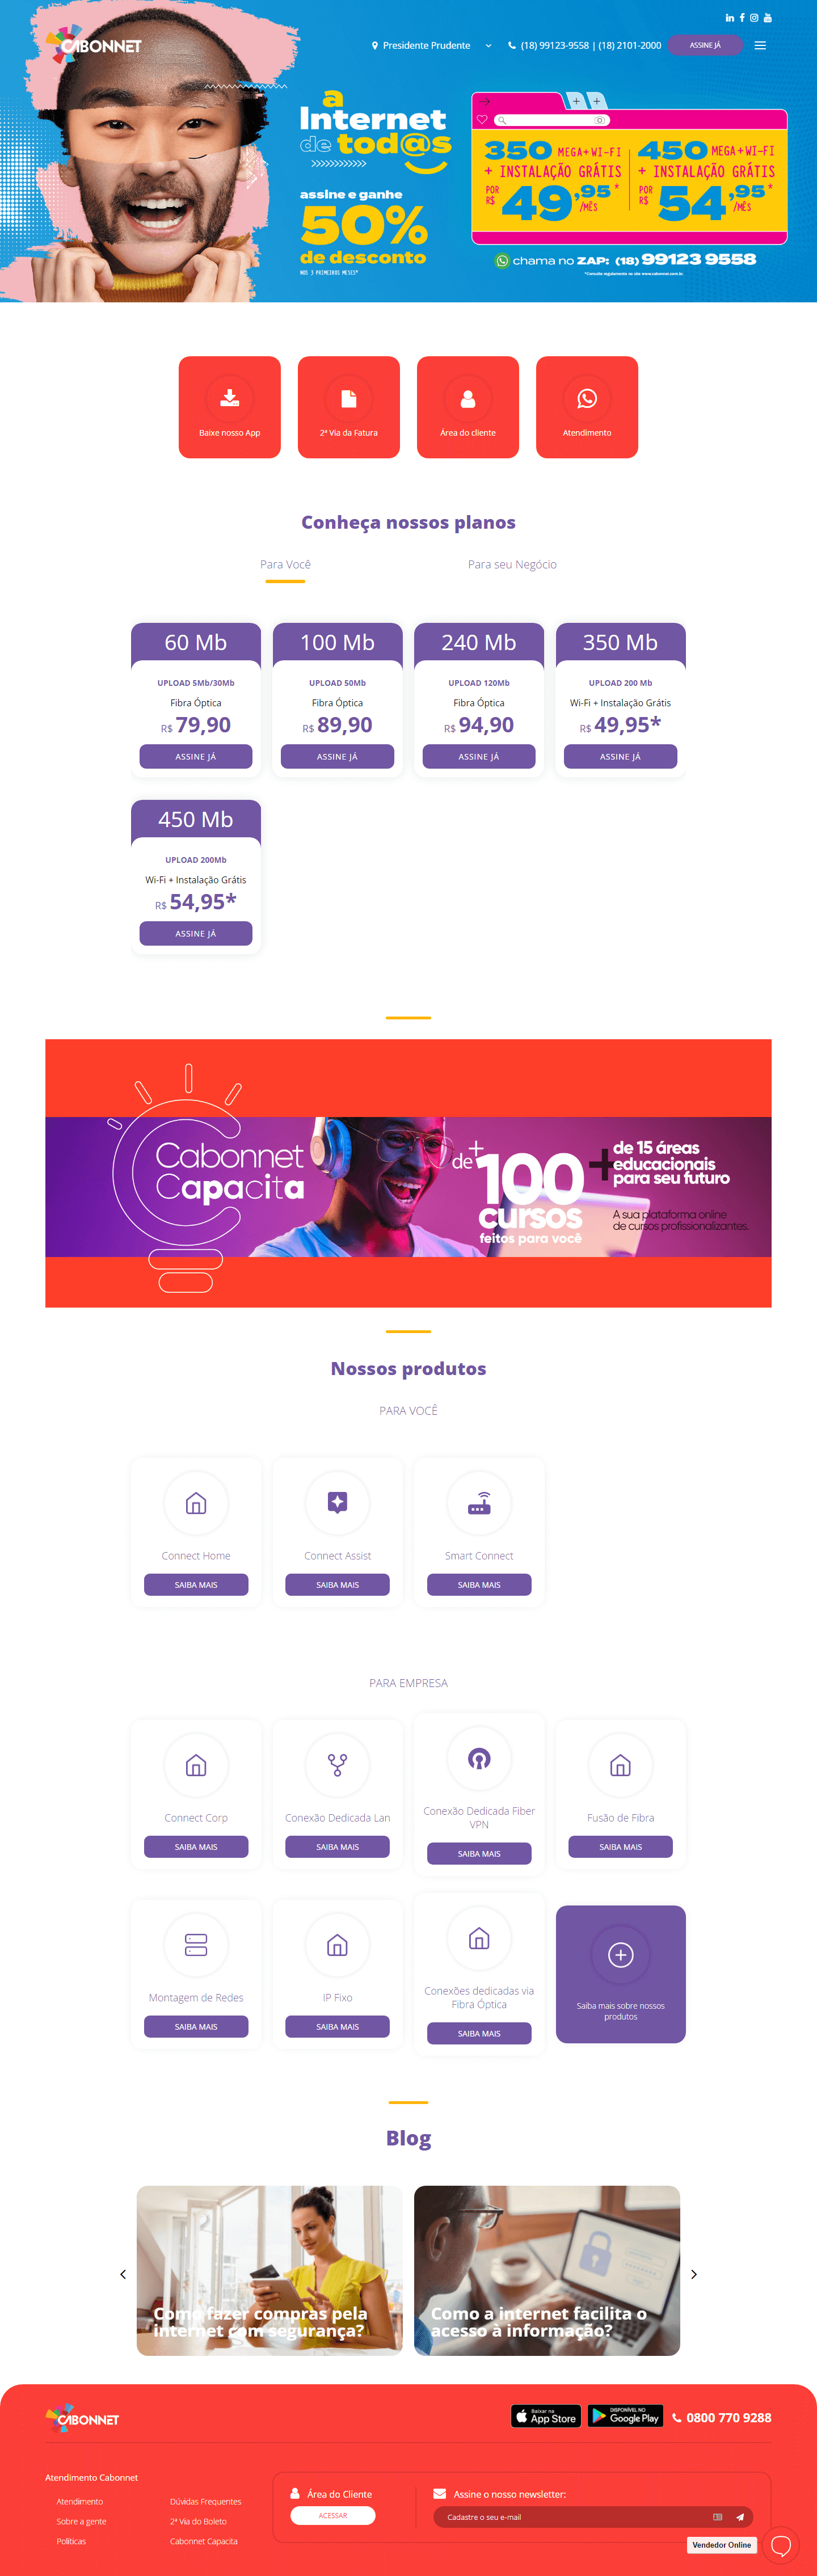 CABONNET
Presidente Prudente
(18) 99123-9558 | (18) 2101-2000
ASSINE JÁ
a
Internet
de tod@s
assine e ganhe
50%
de desconto
NOS 3 PRIMEIROS MESES*
350 MEGA+WI-FI
+ INSTALAÇÃO GRÁTIS
POR R$ 49,95* /MÊS
450 MEGA+WI-FI
+ INSTALAÇÃO GRÁTIS
POR R$ 54,95* /MÊS
chama no ZAP: (18) 99123 9558
*Consulte regulamento no site www.cabonnet.com.br
Baixe nosso App
2ª Via da Fatura
Área do cliente
Atendimento
Conheça nossos planos
Para Você
Para seu Negócio
60 Mb
UPLOAD 5Mb/30Mb
Fibra Óptica
R$ 79,90
ASSINE JÁ
100 Mb
UPLOAD 50Mb
Fibra Óptica
R$ 89,90
ASSINE JÁ
240 Mb
UPLOAD 120Mb
Fibra Óptica
R$ 94,90
ASSINE JÁ
350 Mb
UPLOAD 200 Mb
Wi-Fi + Instalação Grátis
R$ 49,95*
ASSINE JÁ
450 Mb
UPLOAD 200Mb
Wi-Fi + Instalação Grátis
R$ 54,95*
ASSINE JÁ
Cabonnet
Capacita
de+
100
cursos
feitos para você
+
de 15 áreas
educacionais
para seu futuro
A sua plataforma online
de cursos profissionalizantes.
Nossos produtos
PARA VOCÊ
Connect Home
SAIBA MAIS
Connect Assist
SAIBA MAIS
Smart Connect
SAIBA MAIS
PARA EMPRESA
Connect Corp
SAIBA MAIS
Conexão Dedicada Lan
SAIBA MAIS
Conexão Dedicada Fiber
VPN
SAIBA MAIS
Fusão de Fibra
SAIBA MAIS
Montagem de Redes
SAIBA MAIS
IP Fixo
SAIBA MAIS
Conexões dedicadas via
Fibra Óptica
SAIBA MAIS
Saiba mais sobre nossos
produtos
Blog
Como fazer compras pela
internet com segurança?
Como a internet facilita o
acesso à informação?
CABONNET
Baixar na
App Store
DISPONÍVEL NO
Google Play
0800 770 9288
Atendimento Cabonnet
Atendimento
Sobre a gente
Políticas
Dúvidas Frequentes
2ª Via do Boleto
Cabonnet Capacita
Área do Cliente
ACESSAR
Assine o nosso newsletter:
Cadastre o seu e-mail
Vendedor Online